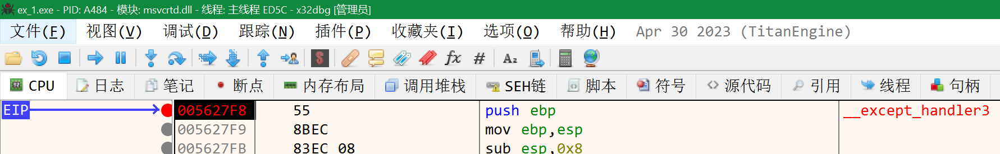 ex_1.exe - PID: A484 - 模块: msvcrtd.dll - 线程: 主线程 ED5C - x32dbg [管理员]
文件(F) 视图(V) 调试(D) 跟踪(N) 插件(P) 收藏夹(I) 选项(O) 帮助(H) Apr 30 2023 (TitanEngine)
S fx # A₂
CPU 日志 笔记 断点 内存布局 调用堆栈 SEH链 脚本 符号 源代码 引用 线程 句柄
EIP 005627F8 55 push ebp __except_handler3
005627F9 8BEC mov ebp,esp
005627FB 83EC 08 sub esp,0x8